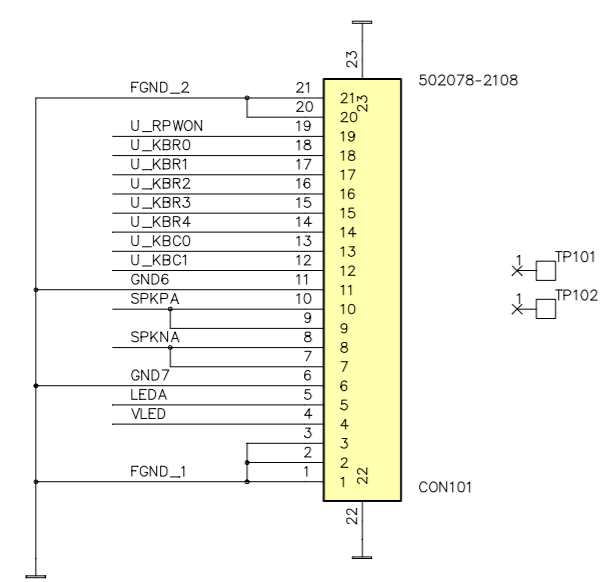 23
502078-2108
FGND_2 21 21 23
20 20
U_RPWON 19 19
U_KBR0 18 18
U_KBR1 17 17
U_KBR2 16 16
U_KBR3 15 15
U_KBR4 14 14
U_KBC0 13 13
U_KBC1 12 12
GND6 11 11
SPKPA 10 10
9 9
SPKNA 8 8
7 7
GND7 6 6
LEDA 5 5
VLED 4 4
3 3
2 2
FGND_1 1 1 22
CON101
22
1 TP101
1 TP102